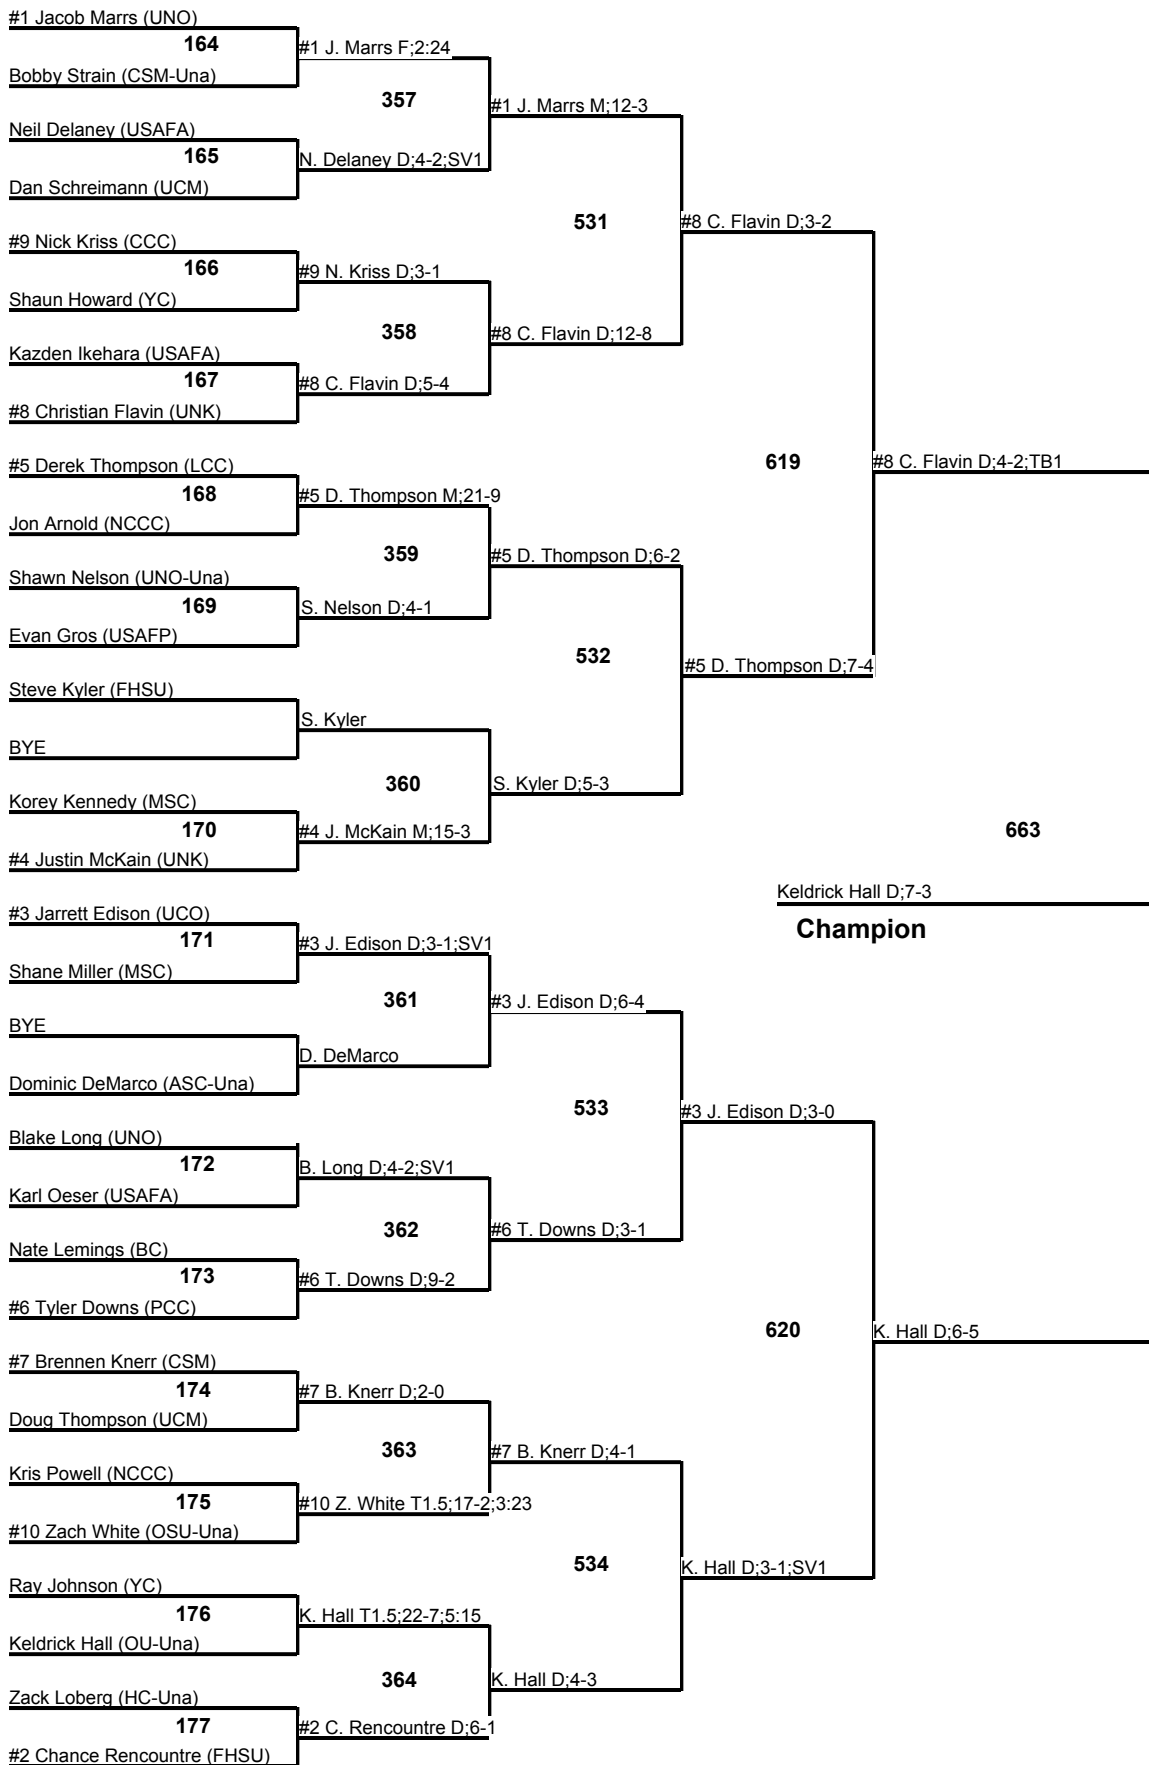 #1 Jacob Marrs (UNO)
164
#1 J. Marrs F;2:24
Bobby Strain (CSM-Una)
357
#1 J. Marrs M;12-3
Neil Delaney (USAFA)
165
N. Delaney D;4-2;SV1
Dan Schreimann (UCM)
531
#8 C. Flavin D;3-2
#9 Nick Kriss (CCC)
166
#9 N. Kriss D;3-1
Shaun Howard (YC)
358
#8 C. Flavin D;12-8
Kazden Ikehara (USAFA)
167
#8 C. Flavin D;5-4
#8 Christian Flavin (UNK)
619
#8 C. Flavin D;4-2;TB1
#5 Derek Thompson (LCC)
168
#5 D. Thompson M;21-9
Jon Arnold (NCCC)
359
#5 D. Thompson D;6-2
Shawn Nelson (UNO-Una)
169
S. Nelson D;4-1
Evan Gros (USAFP)
532
#5 D. Thompson D;7-4
Steve Kyler (FHSU)
S. Kyler
BYE
360
S. Kyler D;5-3
Korey Kennedy (MSC)
170
#4 J. McKain M;15-3
#4 Justin McKain (UNK)
663
Keldrick Hall D;7-3
Champion
#3 Jarrett Edison (UCO)
171
#3 J. Edison D;3-1;SV1
Shane Miller (MSC)
361
#3 J. Edison D;6-4
BYE
D. DeMarco
Dominic DeMarco (ASC-Una)
533
#3 J. Edison D;3-0
Blake Long (UNO)
172
B. Long D;4-2;SV1
Karl Oeser (USAFA)
362
#6 T. Downs D;3-1
Nate Lemings (BC)
173
#6 T. Downs D;9-2
#6 Tyler Downs (PCC)
620
K. Hall D;6-5
#7 Brennen Knerr (CSM)
174
#7 B. Knerr D;2-0
Doug Thompson (UCM)
363
#7 B. Knerr D;4-1
Kris Powell (NCCC)
175
#10 Z. White T1.5;17-2;3:23
#10 Zach White (OSU-Una)
534
K. Hall D;3-1;SV1
Ray Johnson (YC)
176
K. Hall T1.5;22-7;5:15
Keldrick Hall (OU-Una)
364
K. Hall D;4-3
Zack Loberg (HC-Una)
177
#2 C. Rencountre D;6-1
#2 Chance Rencountre (FHSU)